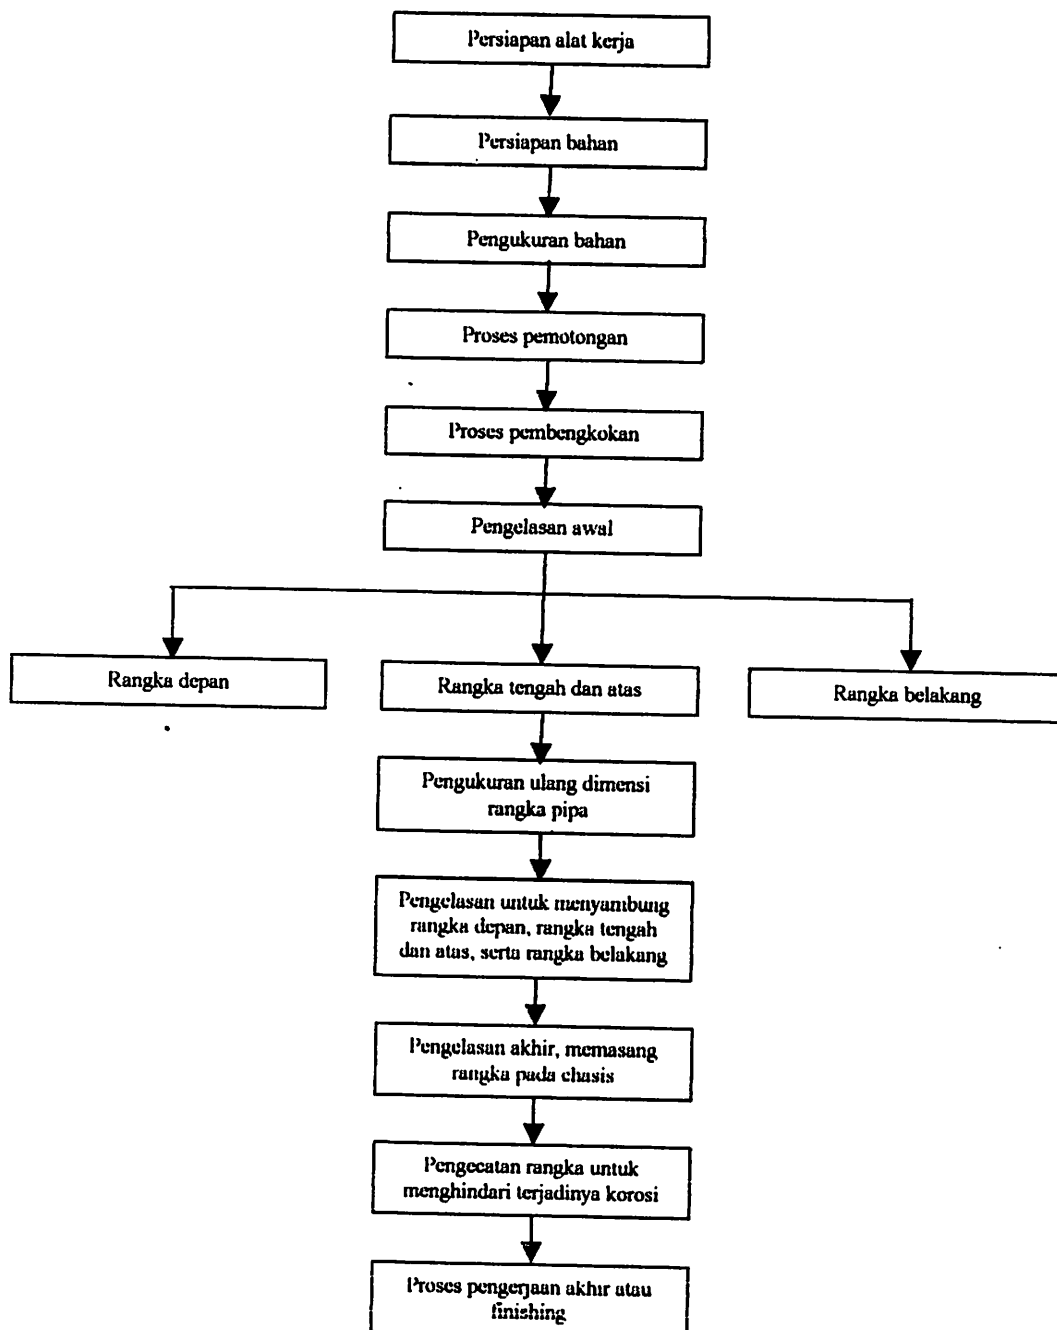 Persiapan alat kerja
Persiapan bahan
Pengukuran bahan
Proses pemotongan
Proses pembengkokan
Pengelasan awal
Rangka depan
Rangka tengah dan atas
Rangka belakang
Pengukuran ulang dimensi
rangka pipa
Pengelasan untuk menyambung
rangka depan, rangka tengah
dan atas, serta rangka belakang
Pengelasan akhir, memasang
rangka pada chasis
Pengecatan rangka untuk
menghindari terjadinya korosi
Proses pengerjaan akhir atau
finishing